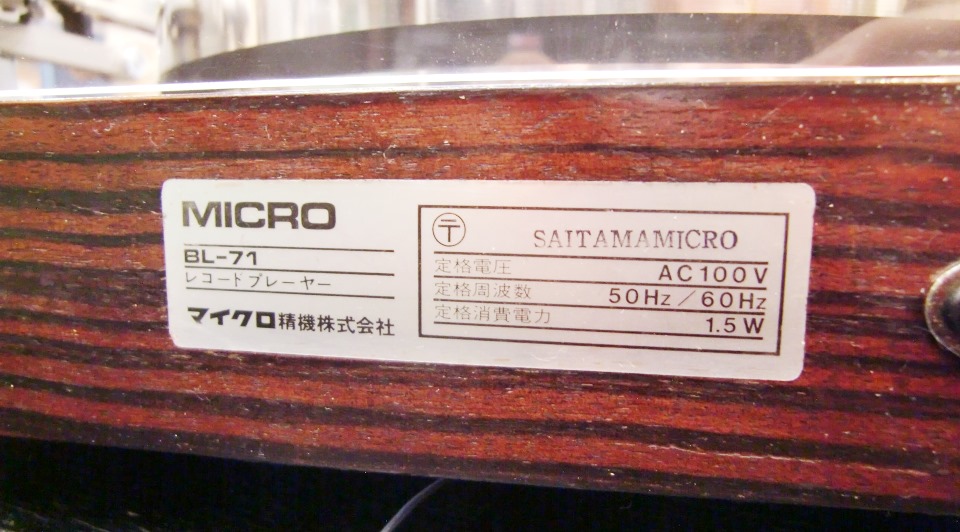 MICRO
BL-71
レコードプレーヤー
マイクロ精機株式会社
〒 SAITAMAMICRO
定格電圧 AC100V
定格周波数 50Hz/60Hz
定格消費電力 1.5W